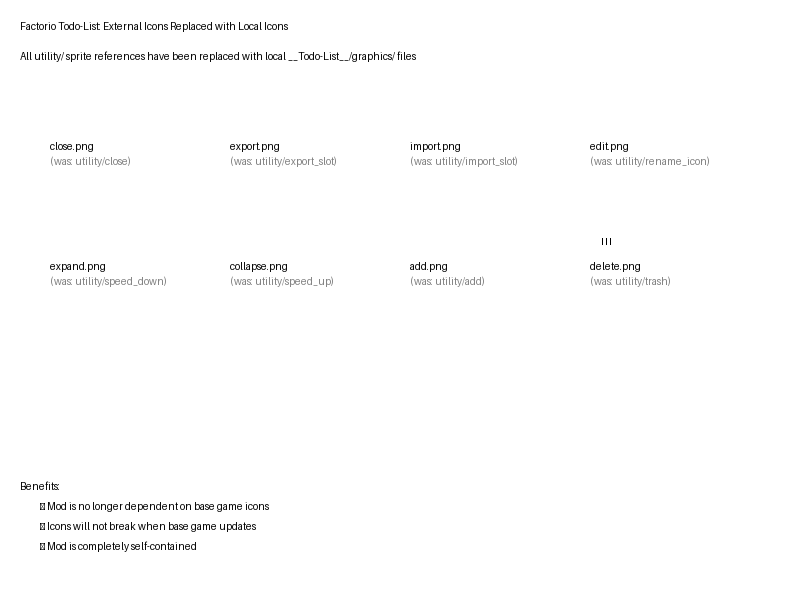 Factorio Todo-List: External Icons Replaced with Local Icons
All utility/ sprite references have been replaced with local __Todo-List__/graphics/ files
close.png export.png import.png edit.png
(was: utility/close) (was: utility/export_slot) (was: utility/import_slot) (was: utility/rename_icon)
expand.png collapse.png add.png delete.png
(was: utility/speed_down) (was: utility/speed_up) (was: utility/add) (was: utility/trash)
Benefits:
Mod is no longer dependent on base game icons
Icons will not break when base game updates
Mod is completely self-contained